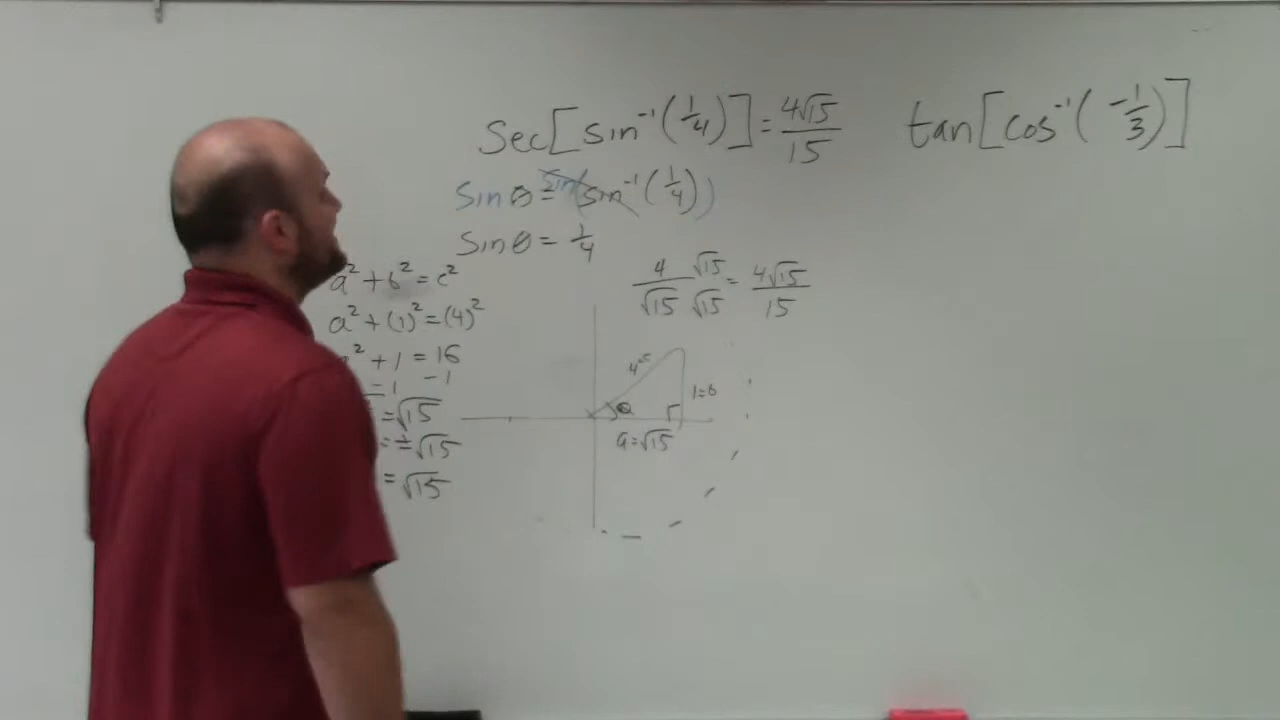 Sec[sin⁻¹(1/4)] = 4√15/15
tan[cos⁻¹(-1/3)]
sin θ = sin(sin⁻¹(1/4))
sin θ = 1/4
a² + b² = c²
a² + (1)² = (4)²
² + 1 = 16
-1 -1
= √15
= ±√15
= √15
4/√15 √15/√15 = 4√15/15
4=c
1=b
θ
a=√15